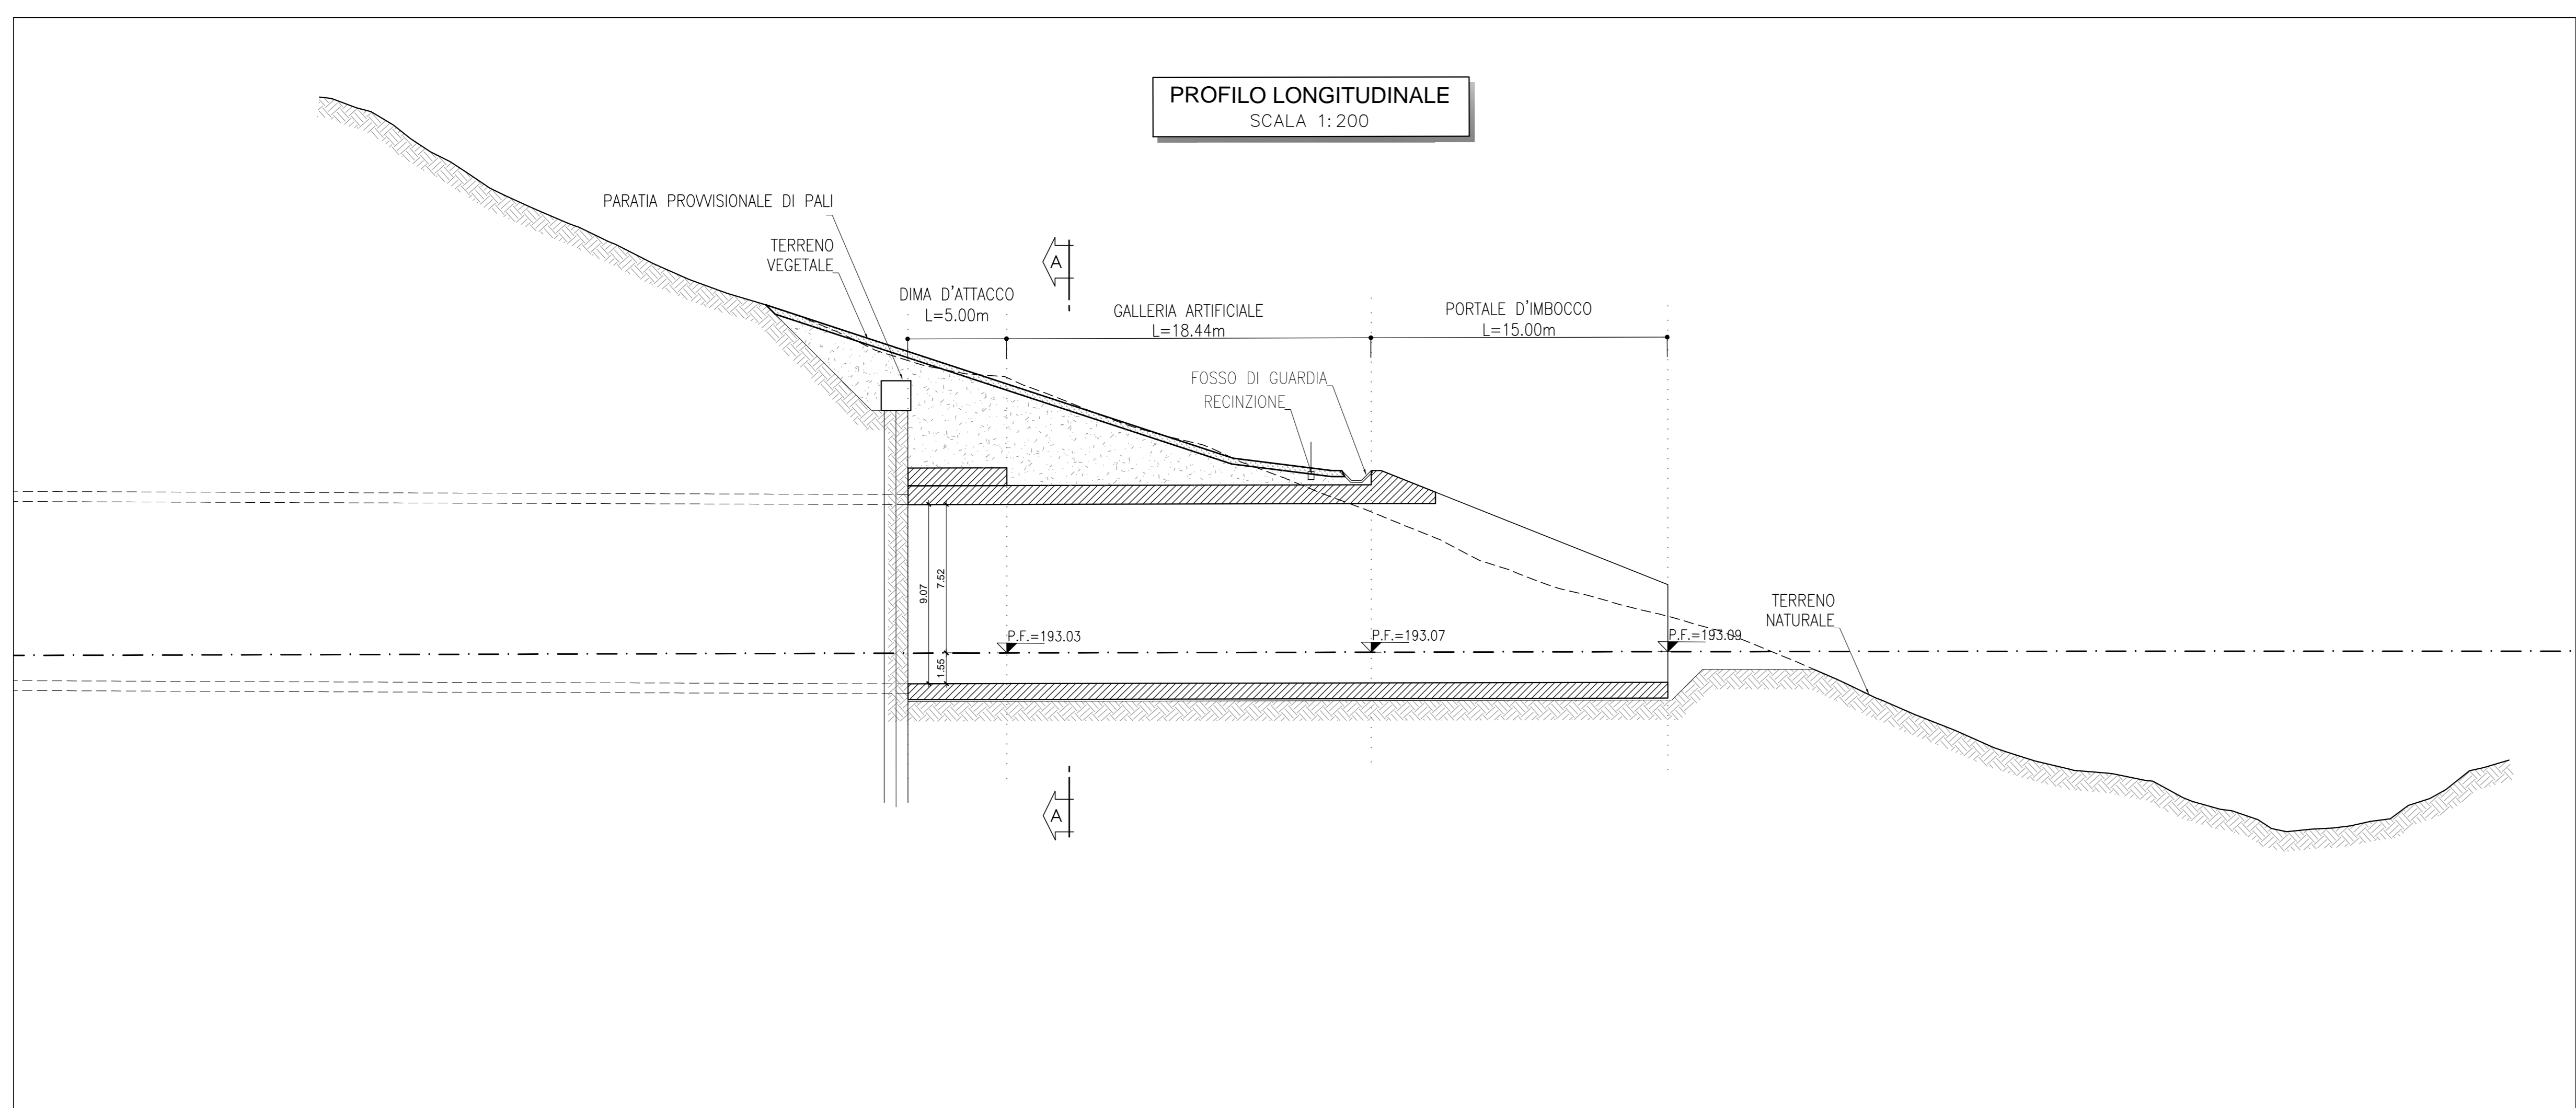 PROFILO LONGITUDINALE
SCALA 1:200
PARATIA PROVVISIONALE DI PALI
TERRENO
VEGETALE
A
DIMA D'ATTACCO
L=5.00m
GALLERIA ARTIFICIALE
L=18.44m
PORTALE D'IMBOCCO
L=15.00m
FOSSO DI GUARDIA
RECINZIONE
9.07
7.52
1.55
P.F.=193.03
P.F.=193.07
P.F.=193.09
TERRENO
NATURALE
A